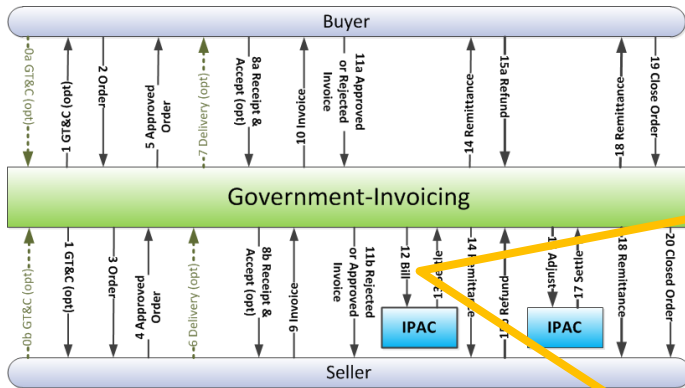 Buyer
0a GT&C (opt)
1 GT&C (opt)
2 Order
5 Approved
Order
7 Delivery (opt)
8a Receipt &
Accept (opt)
10 Invoice
11a Approved
or Rejected
Invoice
14 Remittance
15a Refund
18 Remittance
19 Close Order
Government-Invoicing
0b GT&C (opt)
1 GT&C (opt)
3 Order
4 Approved
Order
6 Delivery (opt)
8b Receipt &
Accept (opt)
9 Invoice
11b Rejected
or Approved
Invoice
12 Bill
14 Remittance
Refund
Adjust
Settle 17
18 Remittance
20 Closed Order
IPAC
IPAC
Seller